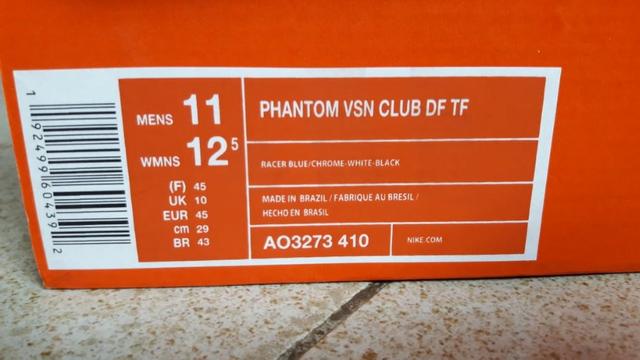 1 92499 60439 2
MENS 11
WMNS 12⁵
(F) 45
UK 10
EUR 45
cm 29
BR 43
PHANTOM VSN CLUB DF TF
RACER BLUE/CHROME-WHITE-BLACK
MADE IN BRAZIL / FABRIQUE AU BRESIL /
HECHO EN BRASIL
AO3273 410
NIKE.COM